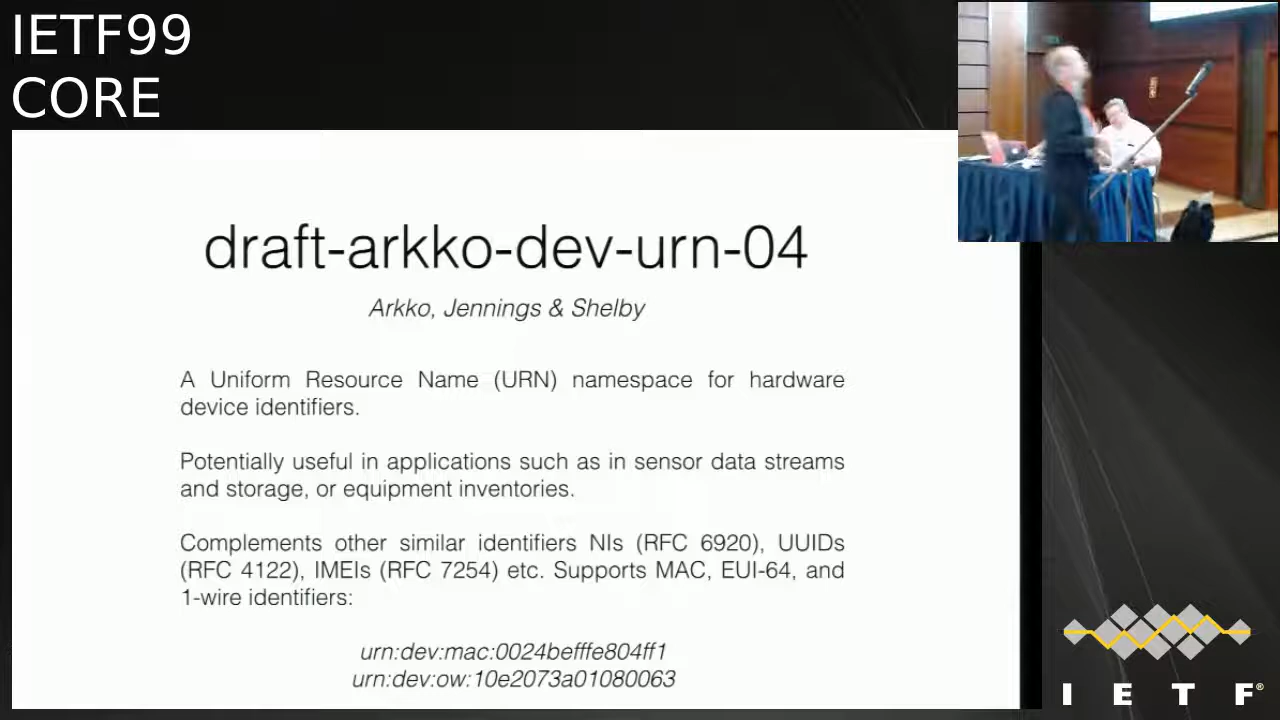 IETF99
CORE
draft-arkko-dev-urn-04
Arkko, Jennings & Shelby
A Uniform Resource Name (URN) namespace for hardware
device identifiers.
Potentially useful in applications such as in sensor data streams
and storage, or equipment inventories.
Complements other similar identifiers NIs (RFC 6920), UUIDs
(RFC 4122), IMEIs (RFC 7254) etc. Supports MAC, EUI-64, and
1-wire identifiers:
urn:dev:mac:0024befffe804ff1
urn:dev:ow:10e2073a01080063
I E T F®